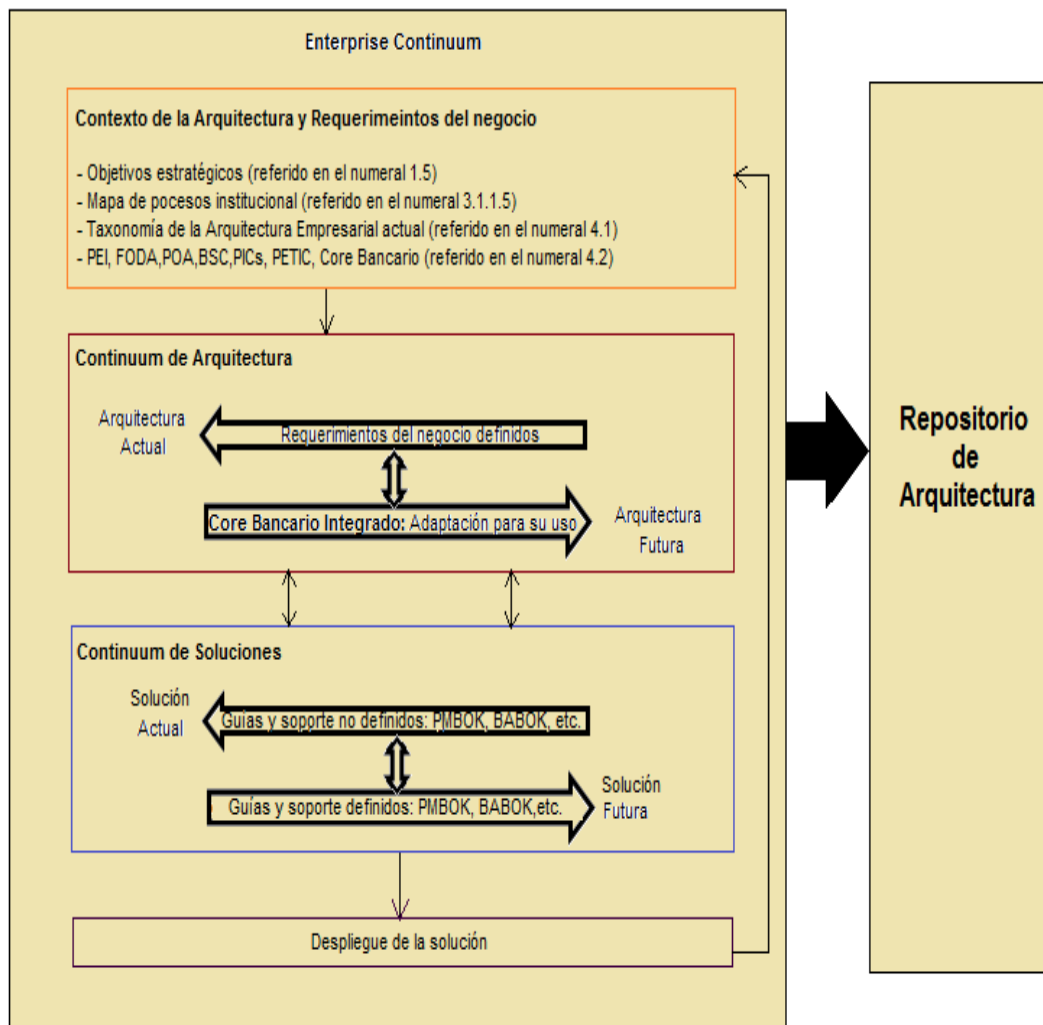 Enterprise Continuum
Contexto de la Arquitectura y Requerimeintos del negocio
- Objetivos estratégicos (referido en el numeral 1.5)
- Mapa de pocesos institucional (referido en el numeral 3.1.1.5)
- Taxonomía de la Arquitectura Empresarial actual (referido en el numeral 4.1)
- PEI, FODA,POA,BSC,PICs, PETIC, Core Bancario (referido en el numeral 4.2)
Continuum de Arquitectura
Arquitectura
Actual
Requerimientos del negocio definidos
Core Bancario Integrado: Adaptación para su uso
Arquitectura
Futura
Continuum de Soluciones
Solución
Actual
Guías y soporte no definidos: PMBOK, BABOK, etc.
Guías y soporte definidos: PMBOK, BABOK,etc.
Solución
Futura
Despliegue de la solución
Repositorio
de
Arquitectura